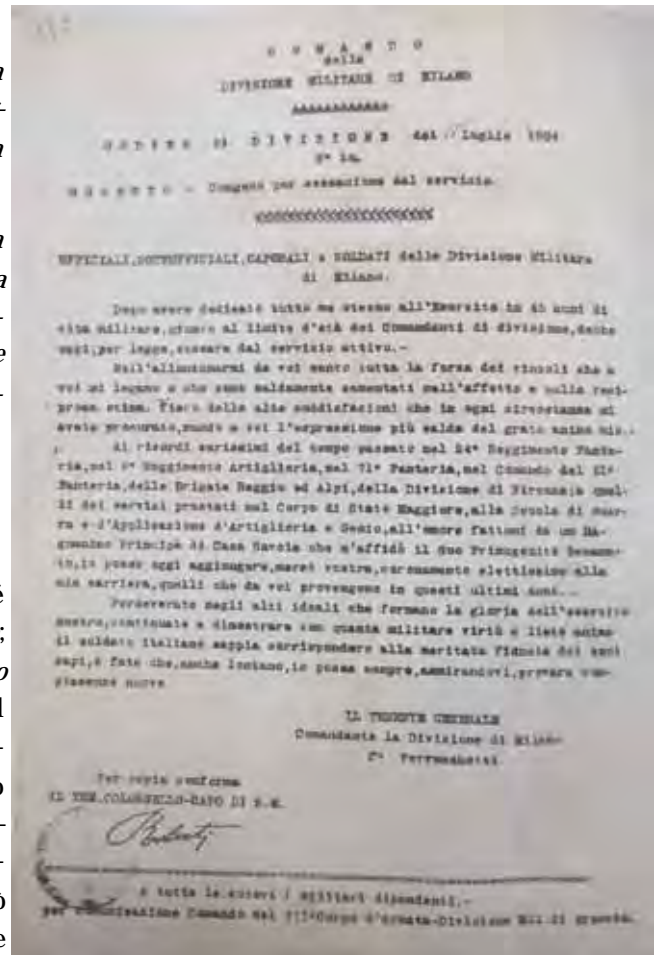 COMANDO
della
DIVISIONE MILITARE DI MILANO
ORDINE DI DIVISIONE del Luglio 1904
N°
OGGETTO - Congedo per cessazione dal servizio.
UFFICIALI, SOTTUFFICIALI, CAPORALI e SOLDATI della Divisione Militare
di Milano.
Dopo avere dedicato tutto me stesso all'Esercito in 45 anni di
vita militare, giunto al limite d'età dei Comandanti di divisione, debbo
oggi, per legge, cessare dal servizio attivo.-
Nell'allontanarmi da voi sento tutta la forza dei vincoli che a
voi mi legano e che sono saldamente cementati nell'affetto e nella reci-
proca stima. Fiero delle alte soddisfazioni che in ogni circostanza mi
avete procurato, mando a voi l'espressione più salda del grato animo mio.
Ai ricordi carissimi del tempo passato nel Reggimento Fante-
ria, nel Reggimento Artiglieria, nel 71° Fanteria, nel Comando del
Fanteria, delle Brigate Reggio ed Alpi, della Divisione di e quel-
li dei servizi prestati nel Corpo di Stato Maggiore, alla Scuola di Guer-
ra e d'Applicazione d'Artiglieria e Genio, all'onore fattomi da un Ma-
gnanimo Principe di Casa Savoia che m'affidò il Suo Primogenito
io posso oggi aggiungere, mercè vostra, coronamento elettissimo alla
mia carriera, quelli che da voi provengono in questi ultimi anni.
Perseverate negli alti ideali che formano la gloria dell'esercito
nostro, continuate a dimostrare con quanta militare virtù e lieto animo
il soldato italiano sappia corrispondere alla meritata fiducia dei suoi
capi, e fate che, anche lontano, io possa sempre, ammirandovi, provare com-
piacenze nuove
IL TENENTE GENERALE
Comandante la Divisione di Milano
Perrucchetti
Per copia conforme
IL TEN. COLONNELLO-CAPO DI S.M.
a tutte le i militari dipendenti.-
per comunicazione Comando del III° Corpo d'Armata-Divisione Mil. di